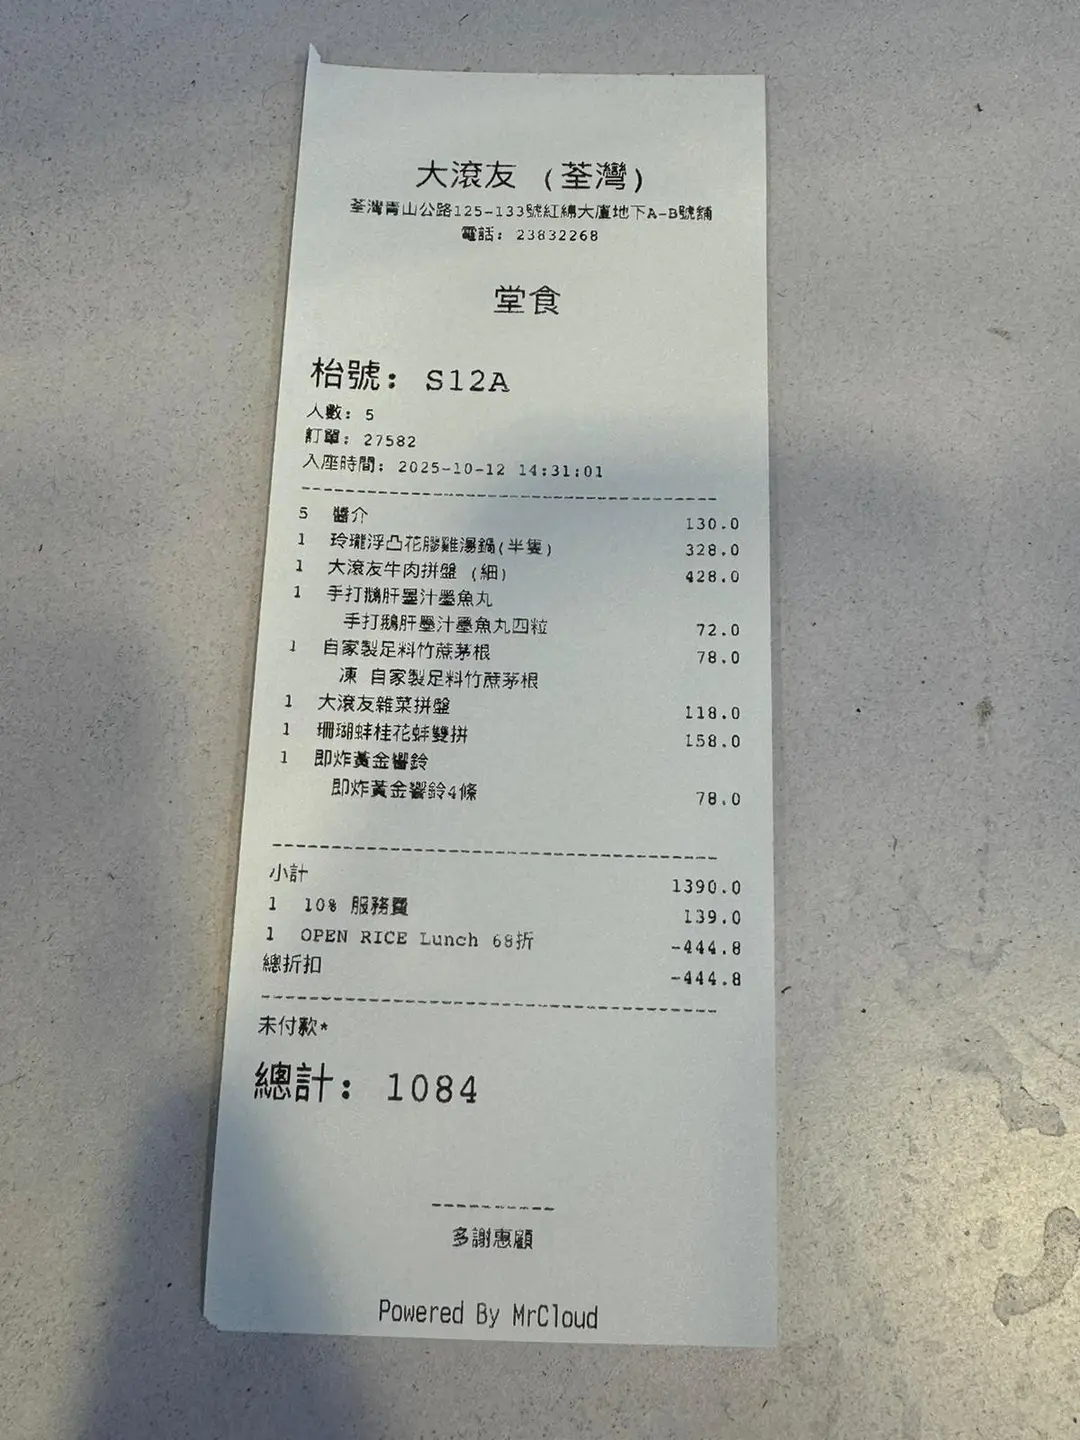 大滾友 (荃灣)
荃灣青山公路125-133號紅綿大廈地下A-B號舖
電話: 23832268
堂食
枱號: S12A
人數: 5
訂單: 27582
入座時間: 2025-10-12 14:31:01
5 醬介 130.0
1 玲瓏浮凸花膠雞湯鍋(半隻) 328.0
1 大滾友牛肉拼盤 (細) 428.0
1 手打鵝肝墨汁墨魚丸
手打鵝肝墨汁墨魚丸四粒 72.0
1 自家製足料竹蔗茅根 78.0
凍 自家製足料竹蔗茅根
1 大滾友雜菜拼盤 118.0
1 珊瑚蚌桂花蚌雙拼 158.0
1 即炸黃金響鈴
即炸黃金響鈴4條 78.0
小計 1390.0
1 10% 服務費 139.0
1 OPEN RICE Lunch 68折 -444.8
總折扣 -444.8
未付款*
總計: 1084
多謝惠顧
Powered By MrCloud